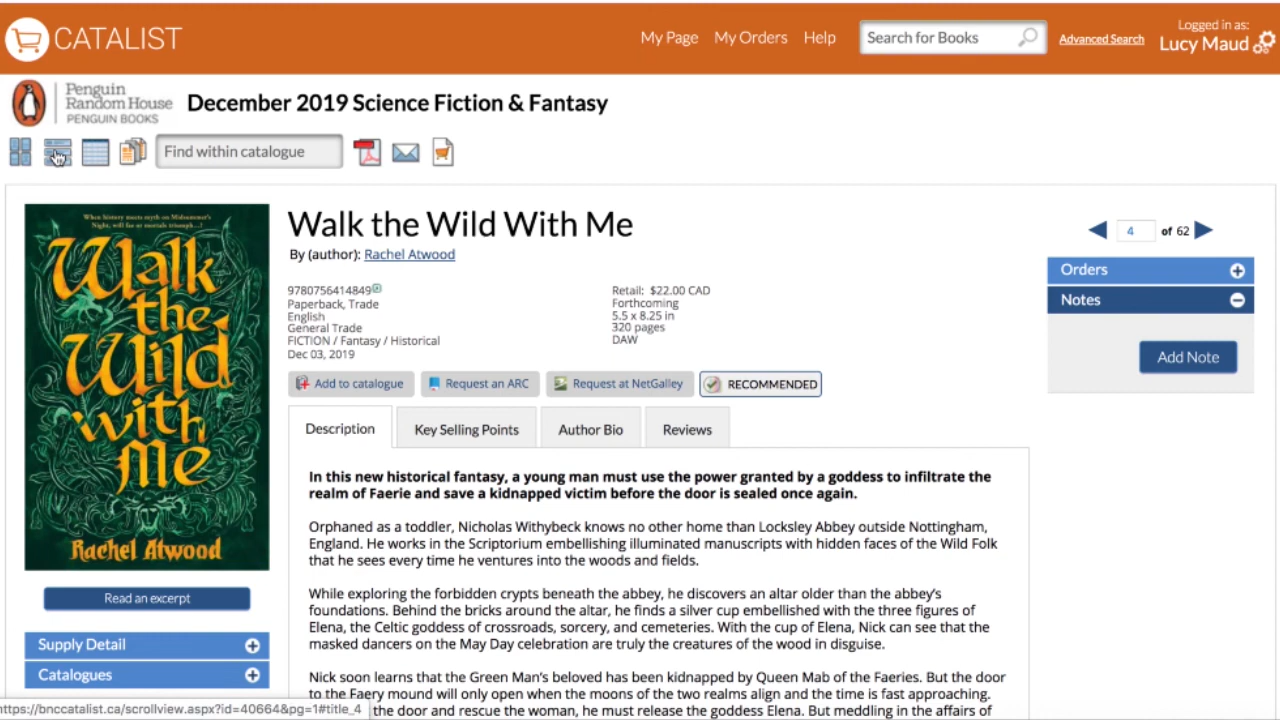 CATALIST
My Page
My Orders
Help
Search for Books
Advanced Search
Logged in as:
Lucy Maud
Penguin
Random House
PENGUIN BOOKS
December 2019 Science Fiction & Fantasy
Find within catalogue
When history meets myth on Midsummer's
Night, will fae or mortals triumph...?
Walk
the
Wild
with
Me
Rachel Atwood
Read an excerpt
Supply Detail
Catalogues
Walk the Wild With Me
By (author): Rachel Atwood
9780756414849
Paperback, Trade
English
General Trade
FICTION / Fantasy / Historical
Dec 03, 2019
Retail: $22.00 CAD
Forthcoming
5.5 x 8.25 in
320 pages
DAW
Add to catalogue
Request an ARC
Request at NetGalley
RECOMMENDED
Description
Key Selling Points
Author Bio
Reviews
In this new historical fantasy, a young man must use the power granted by a goddess to infiltrate the
realm of Faerie and save a kidnapped victim before the door is sealed once again.
Orphaned as a toddler, Nicholas Withybeck knows no other home than Locksley Abbey outside Nottingham,
England. He works in the Scriptorium embellishing illuminated manuscripts with hidden faces of the Wild Folk
that he sees every time he ventures into the woods and fields.
While exploring the forbidden crypts beneath the abbey, he discovers an altar older than the abbey's
foundations. Behind the bricks around the altar, he finds a silver cup embellished with the three figures of
Elena, the Celtic goddess of crossroads, sorcery, and cemeteries. With the cup of Elena, Nick can see that the
masked dancers on the May Day celebration are truly the creatures of the wood in disguise.
Nick soon learns that the Green Man's beloved has been kidnapped by Queen Mab of the Faeries. But the door
to the Faery mound will only open when the moons of the two realms align and the time is fast approaching.
the door and rescue the woman, he must release the goddess Elena. But meddling in the affairs of
4 of 62
Orders
Notes
Add Note
https://bnccatalist.ca/scrollview.aspx?id=40664&pg=1#title_4